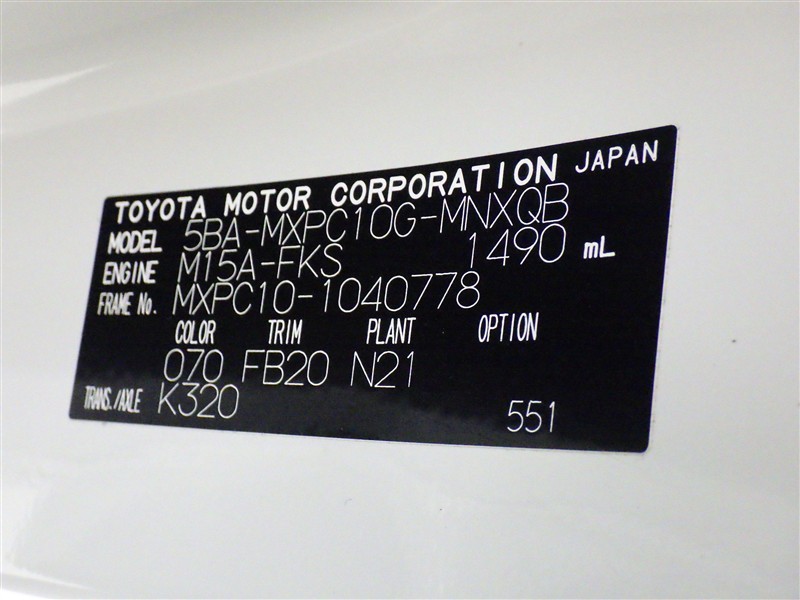 TOYOTA MOTOR CORPORATION JAPAN
MODEL 5BA-MXPC10G-MNXQB
ENGINE M15A-FKS 1490 mL
FRAME No. MXPC10-1040778
COLOR TRIM PLANT OPTION
070 FB20 N21
TRANS./AXLE K320
551